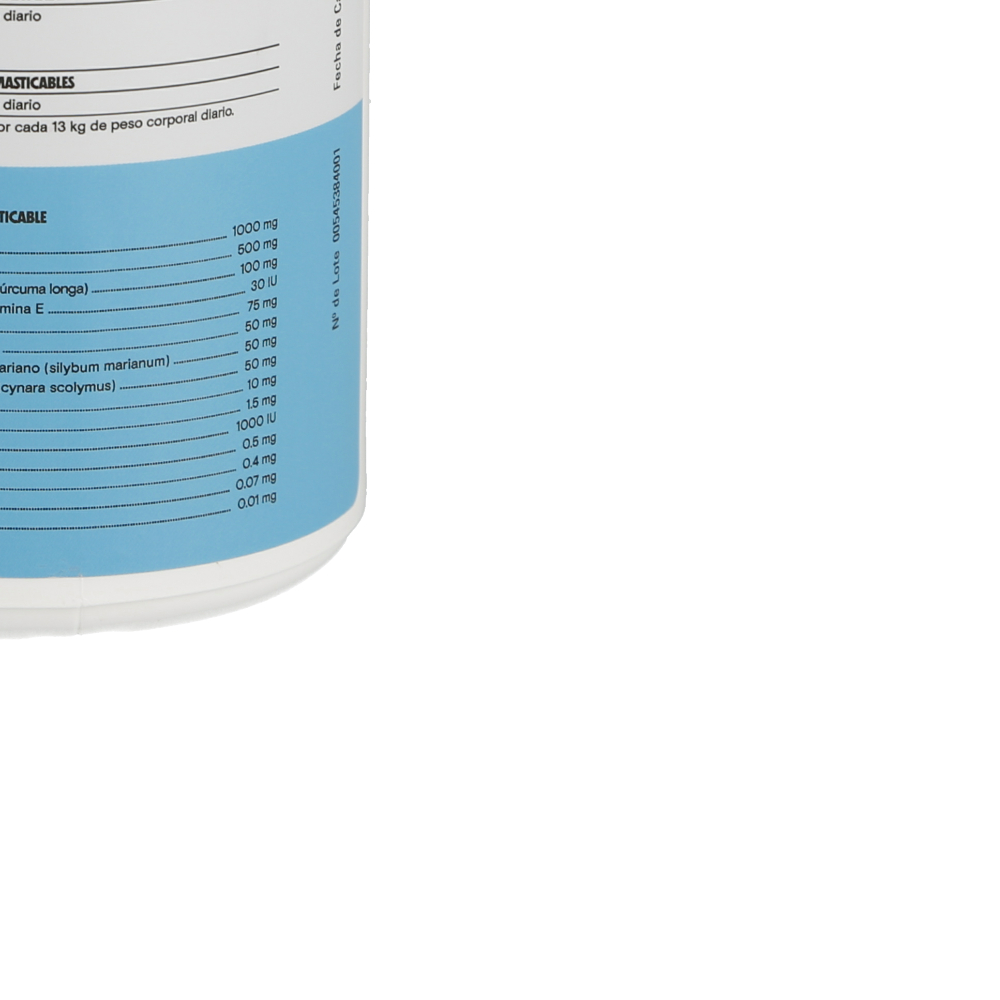 diario
MASTICABLES
diario
or cada 13 kg de peso corporal diario.
TICABLE
1000 mg
500 mg
úrcuma longa) 100 mg
mina E 30 IU
75 mg
50 mg
ariano (silybum marianum) 50 mg
cynara scolymus) 50 mg
10 mg
1.5 mg
1000 IU
0.5 mg
0.4 mg
0.07 mg
0.01 mg
Fecha de Ca
Nº de Lote 00545384001